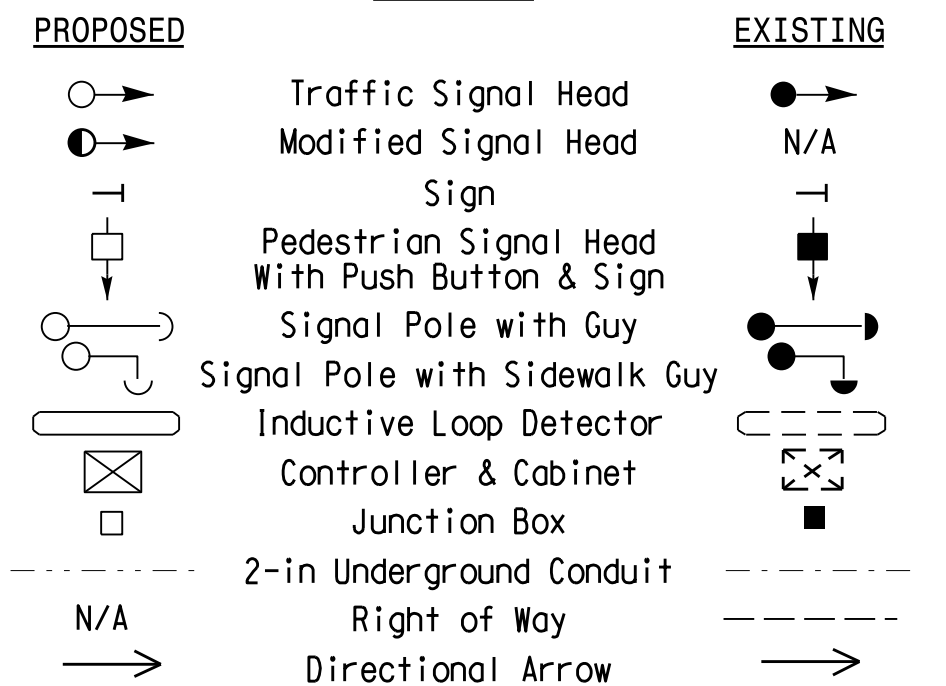 PROPOSED EXISTING
Traffic Signal Head
Modified Signal Head N/A
Sign
Pedestrian Signal Head
With Push Button & Sign
Signal Pole with Guy
Signal Pole with Sidewalk Guy
Inductive Loop Detector
Controller & Cabinet
Junction Box
2-in Underground Conduit
N/A Right of Way
Directional Arrow